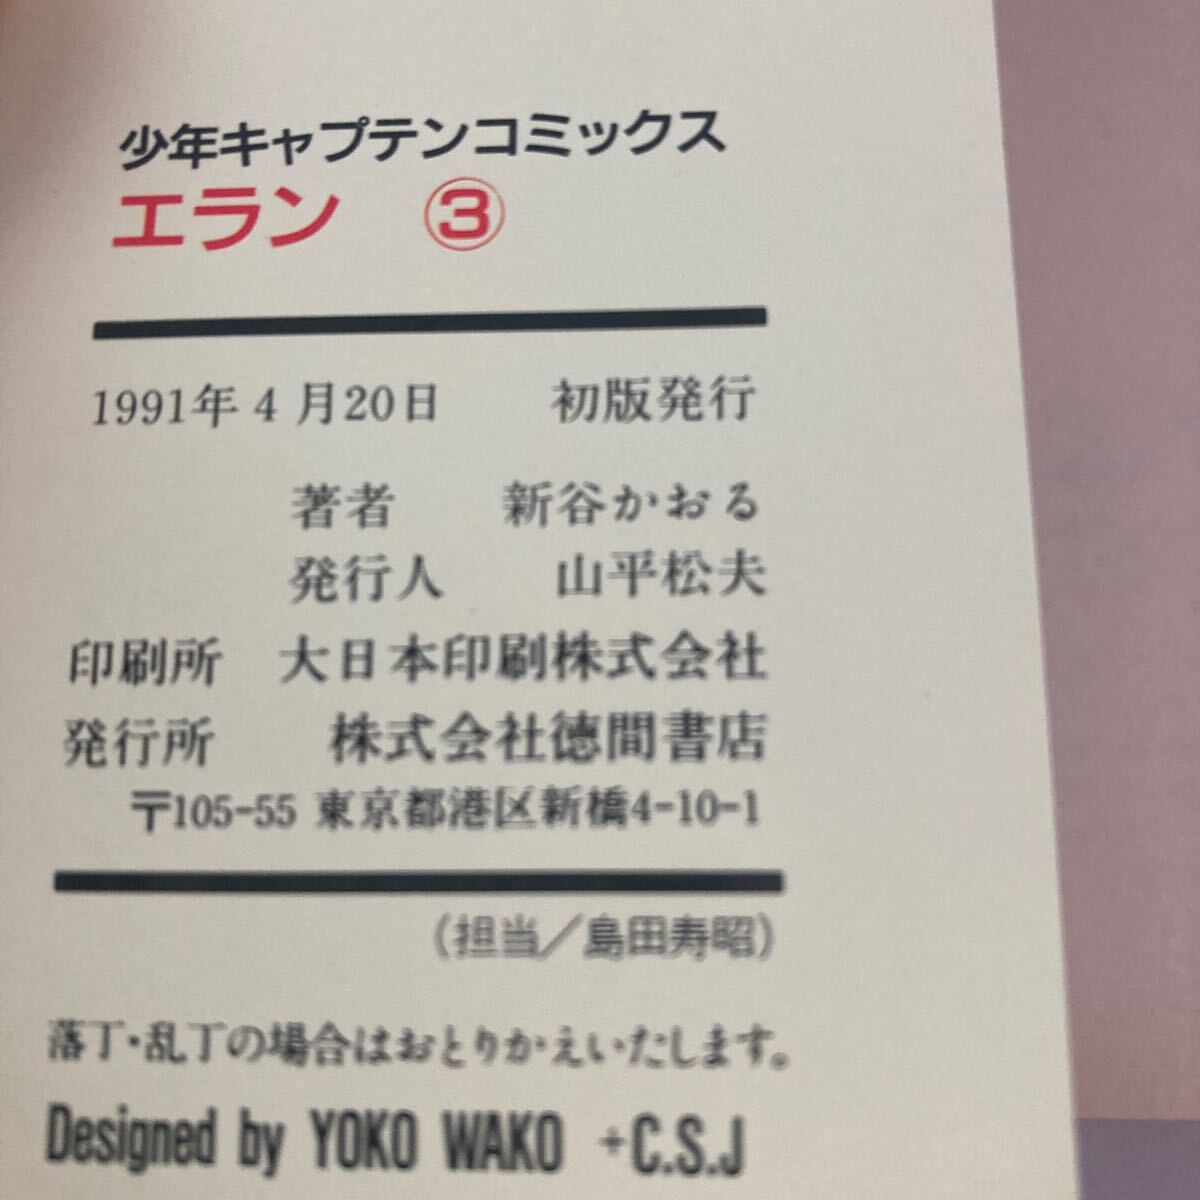 少年キャプテンコミックス
エラン ③
1991年4月20日 初版発行
著者 新谷かおる
発行人 山平松夫
印刷所 大日本印刷株式会社
発行所 株式会社徳間書店
〒105-55 東京都港区新橋4-10-1
(担当/島田寿昭)
落丁・乱丁の場合はおとりかえいたします。
Designed by YOKO WAKO +C.S.J